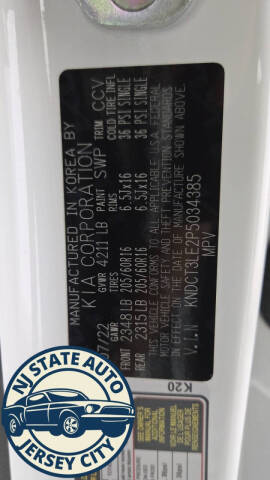 MANUFACTURED IN KOREA BY
KIA CORPORATION
07/22 GVWR 4211 LB PAINT SWP TRIM CCV
GAWR TIRES RIMS COLD TIRE INFL
FRONT 2348LB 205/60R16 6.5JX16 36 PSI SINGLE
REAR 2315LB 205/60R16 6.5JX16 36 PSI SINGLE
THIS VEHICLE CONFORMS TO ALL APPLICABLE U.S. FEDERAL
MOTOR VEHICLE SAFETY AND THEFT PREVENTION STANDARDS
IN EFFECT ON THE DATE OF MANUFACTURE SHOWN ABOVE.
V.I.N KNDCT3LE2P5034385
MPV
K20
NJ STATE AUTO
JERSEY CITY